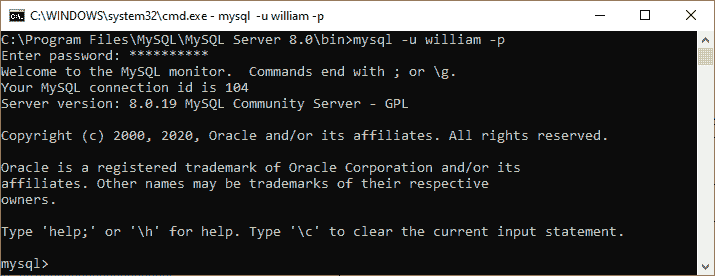 C:\WINDOWS\system32\cmd.exe - mysql -u william -p
C:\Program Files\MySQL\MySQL Server 8.0\bin>mysql -u william -p
Enter password: **********
Welcome to the MySQL monitor.  Commands end with ; or \g.
Your MySQL connection id is 104
Server version: 8.0.19 MySQL Community Server - GPL
Copyright (c) 2000, 2020, Oracle and/or its affiliates. All rights reserved.
Oracle is a registered trademark of Oracle Corporation and/or its
affiliates. Other names may be trademarks of their respective
owners.
Type 'help;' or '\h' for help. Type '\c' to clear the current input statement.
mysql>